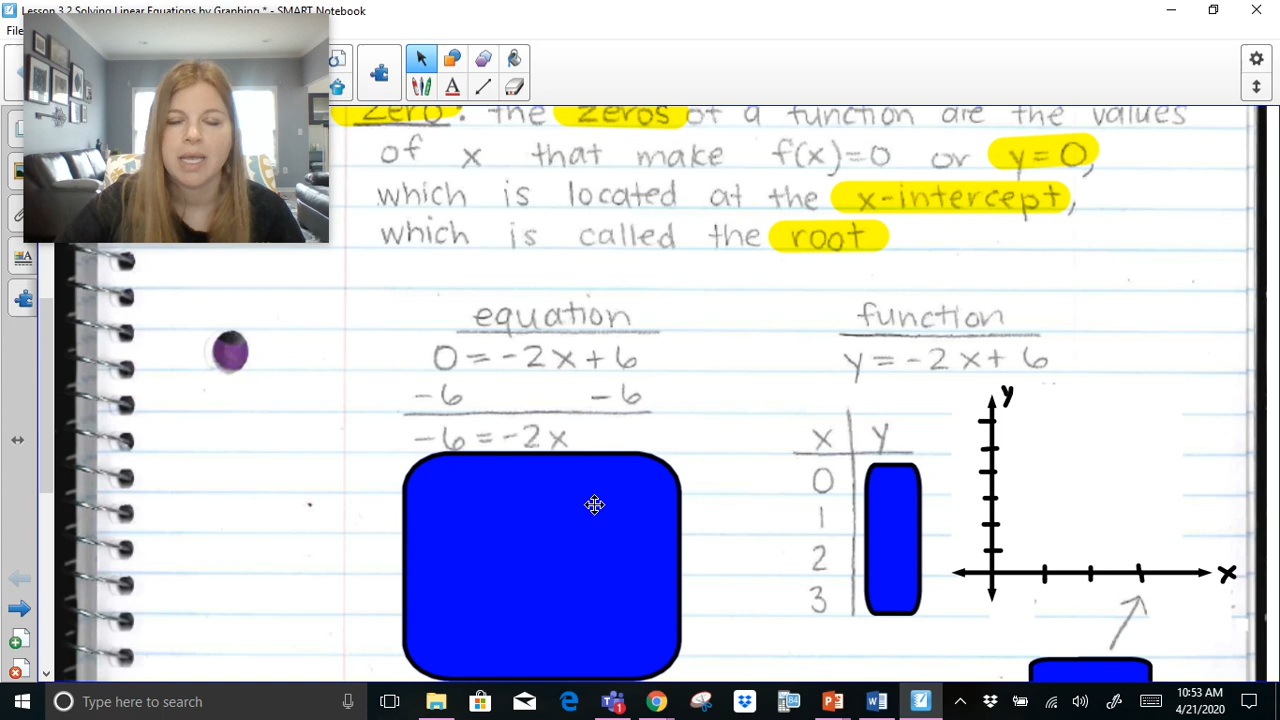 Lesson 3.2 Solving Linear Equations by Graphing * - SMART Notebook
File
zero: the zeros of a function are the values
of x that make f(x)=0 or y=0,
which is located at the x-intercept,
which is called the root
equation
0 = -2x + 6
-6 -6
-6 = -2x
function
y = -2x + 6
x y
0
1
2
3
y
x
Type here to search
1
10:53 AM
4/21/2020